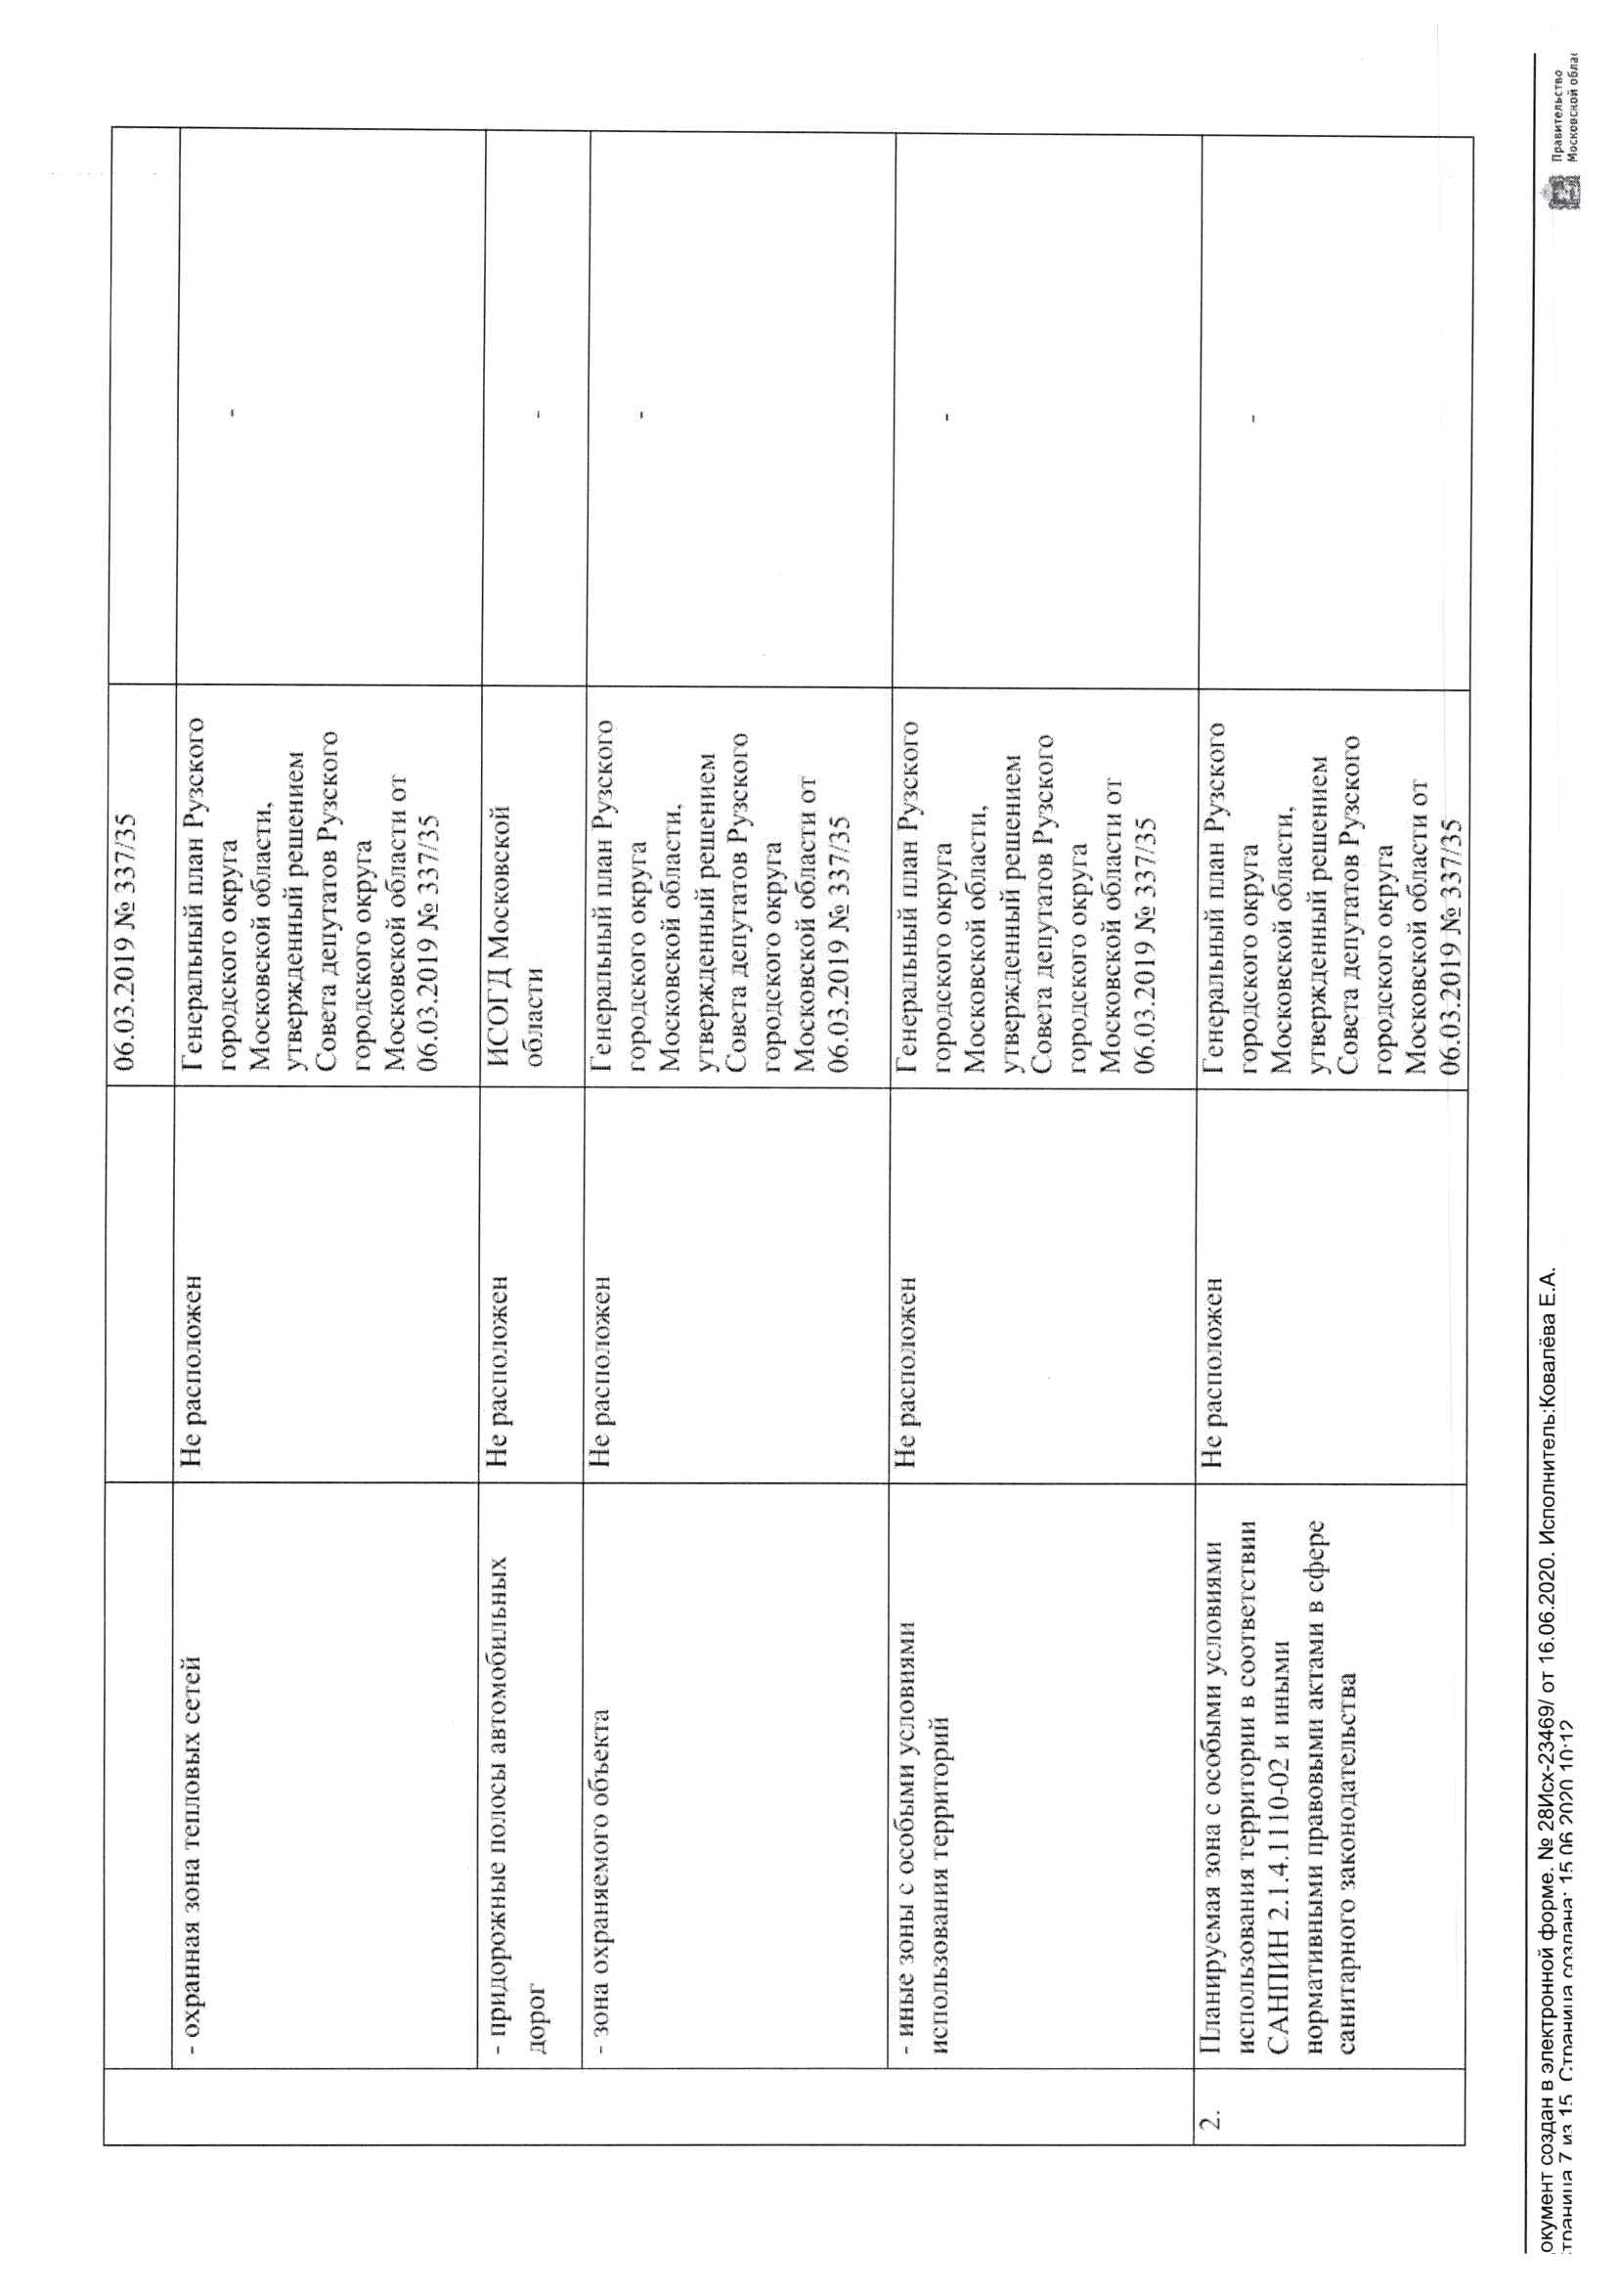 06.03.2019 № 337/35
- охранная зона тепловых сетей
Не расположен
Генеральный план Рузского
городского округа
Московской области,
утвержденный решением
Совета депутатов Рузского
городского округа
Московской области от
06.03.2019 № 337/35
-
- придорожные полосы автомобильных
дорог
Не расположен
ИСОГД Московской
области
-
- зона охраняемого объекта
Не расположен
Генеральный план Рузского
городского округа
Московской области,
утвержденный решением
Совета депутатов Рузского
городского округа
Московской области от
06.03.2019 № 337/35
-
- иные зоны с особыми условиями
использования территорий
Не расположен
Генеральный план Рузского
городского округа
Московской области,
утвержденный решением
Совета депутатов Рузского
городского округа
Московской области от
06.03.2019 № 337/35
-
2.
Планируемая зона с особыми условиями
использования территории в соответствии
САНПИН 2.1.4.1110-02 и иными
нормативными правовыми актами в сфере
санитарного законодательства
Не расположен
Генеральный план Рузского
городского округа
Московской области,
утвержденный решением
Совета депутатов Рузского
городского округа
Московской области от
06.03.2019 № 337/35
-
окумент создан в электронной форме. № 28Исх-23469/ от 16.06.2020. Исполнитель:Ковалёва Е.А.
траница 7 из 15. Страница создана: 15.06.2020 10:12
Правительство
Московской облас